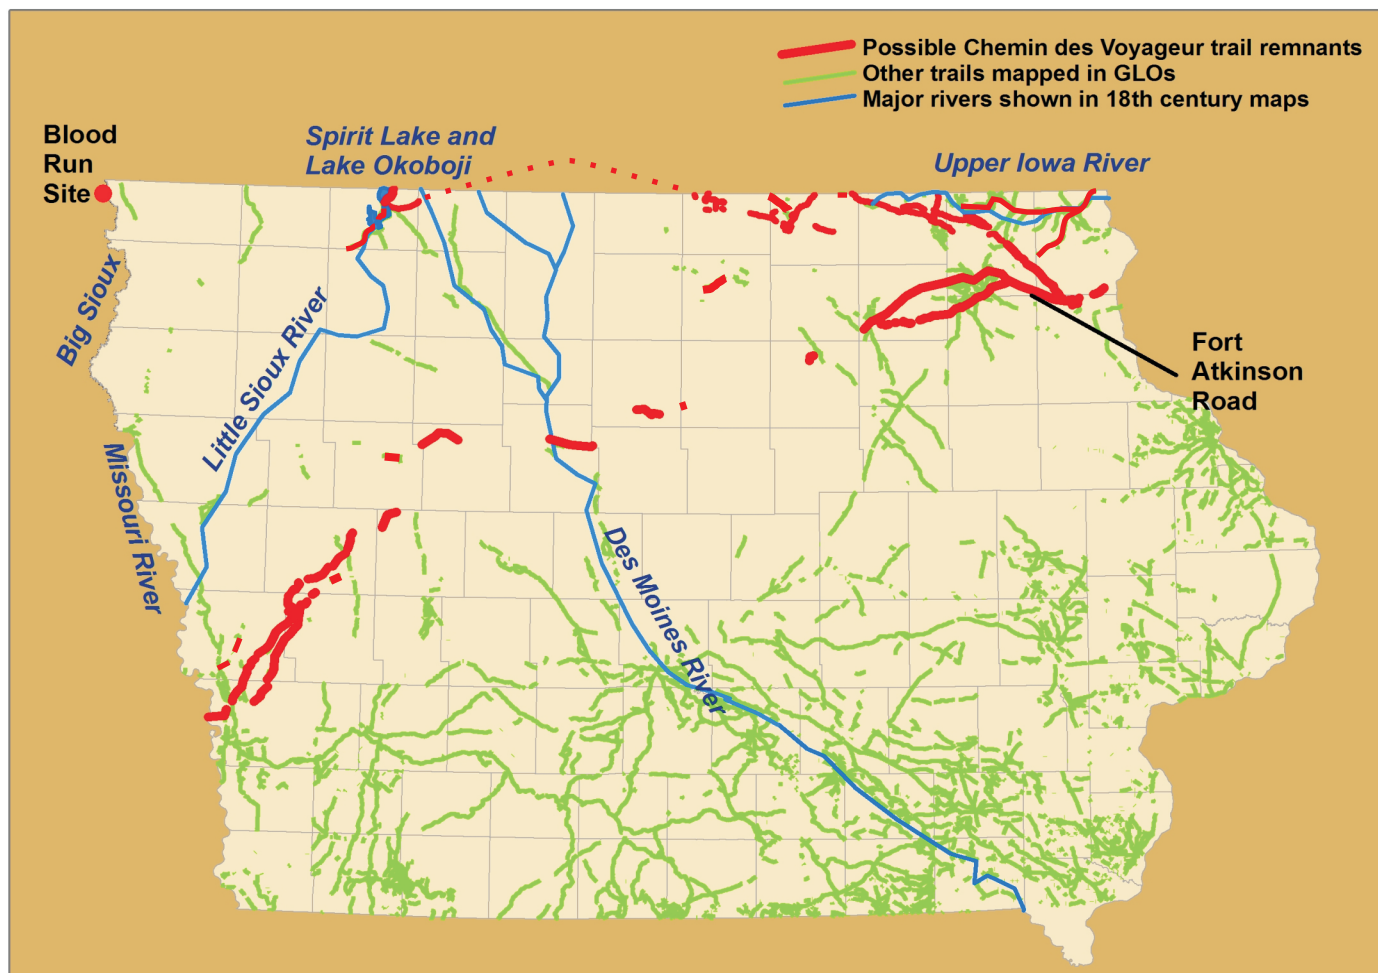 Possible Chemin des Voyageur trail remnants
Other trails mapped in GLOs
Major rivers shown in 18th century maps
Blood
Run
Site
Spirit Lake and
Lake Okoboji
Upper Iowa River
Big Sioux
Little Sioux River
Fort
Atkinson
Road
Missouri River
Des Moines River